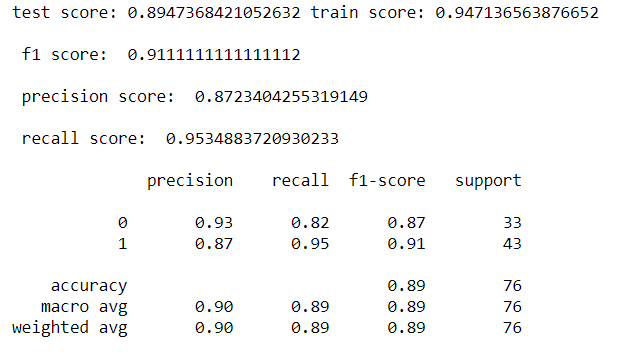 test score: 0.8947368421052632 train score: 0.947136563876652
f1 score:  0.9111111111111112
precision score:  0.8723404255319149
recall score:  0.9534883720930233
precision    recall  f1-score   support
0       0.93      0.82      0.87        33
1       0.87      0.95      0.91        43
accuracy                           0.89        76
macro avg       0.90      0.89      0.89        76
weighted avg       0.90      0.89      0.89        76